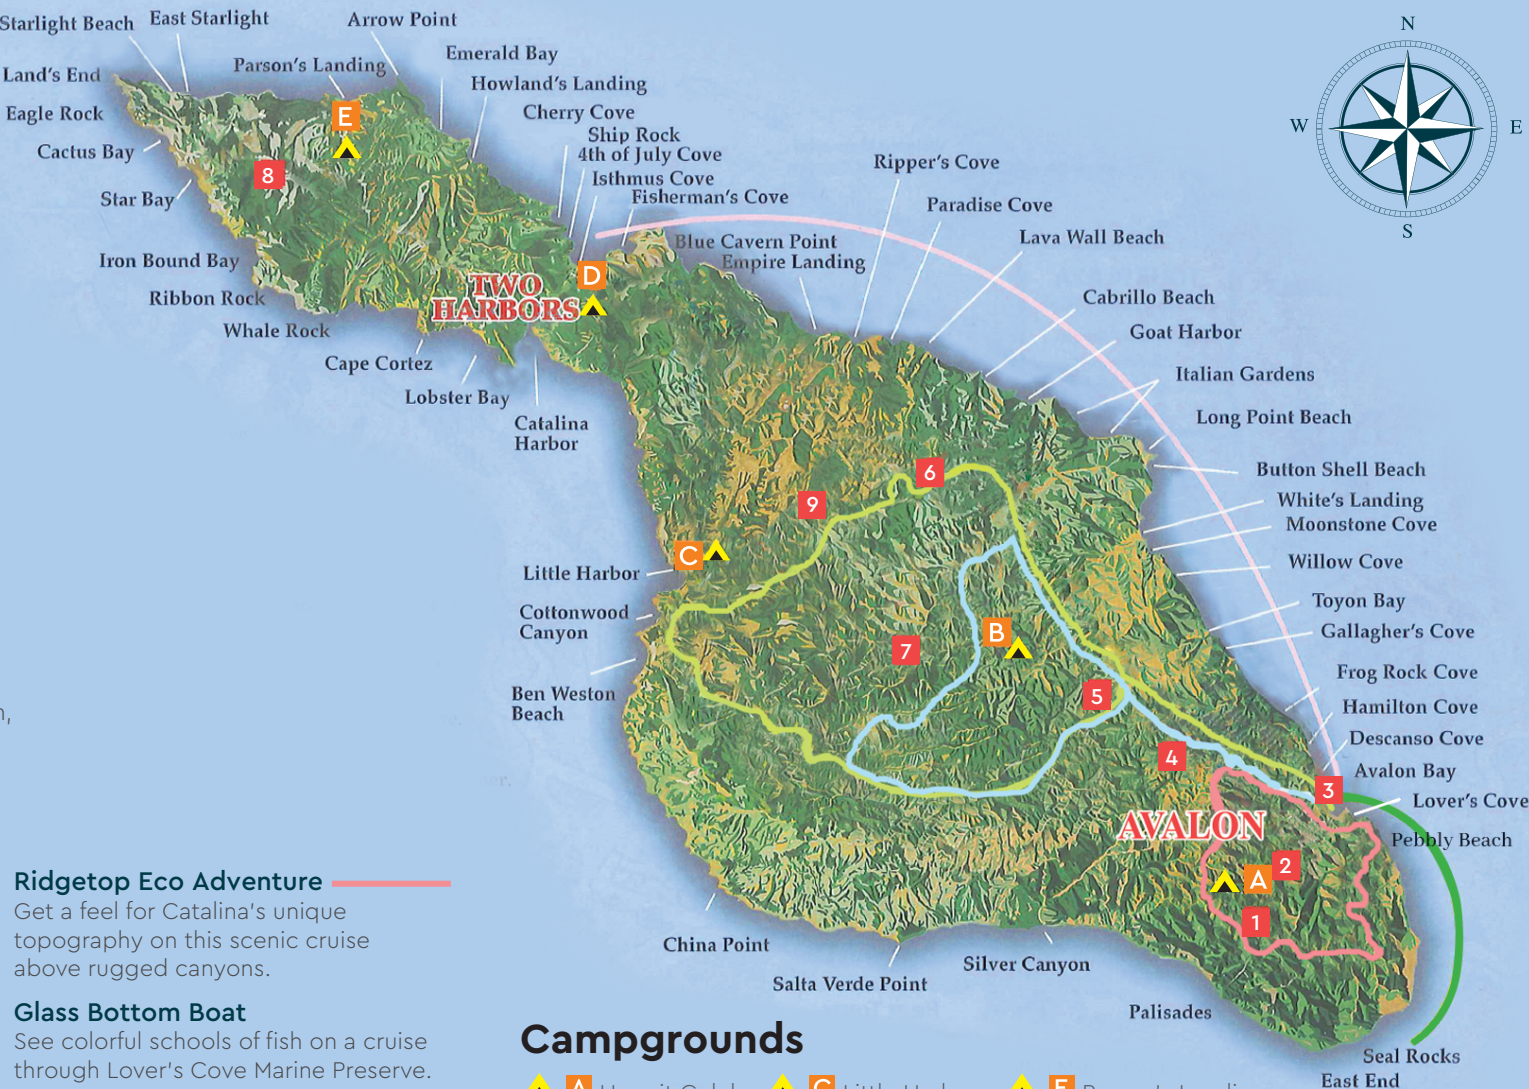 Starlight Beach
East Starlight
Arrow Point
N
Land's End
Parson's Landing
Emerald Bay
Eagle Rock
E
Howland's Landing
Cherry Cove
W
E
Cactus Bay
Ship Rock
4th of July Cove
Ripper's Cove
8
Isthmus Cove
Star Bay
Fisherman's Cove
Paradise Cove
S
Blue Cavern Point
Lava Wall Beach
Iron Bound Bay
Empire Landing
D
TWO
HARBORS
Ribbon Rock
Cabrillo Beach
Whale Rock
Goat Harbor
Cape Cortez
Italian Gardens
Lobster Bay
Long Point Beach
Catalina
Harbor
6
Button Shell Beach
9
White's Landing
Moonstone Cove
C
Willow Cove
Little Harbor
Toyon Bay
Cottonwood
Canyon
B
Gallagher's Cove
7
Frog Rock Cove
Ben Weston
Beach
5
Hamilton Cove
Descanso Cove
4
Avalon Bay
3
Lover's Cove
AVALON
Pebbly Beach
2
A
1
China Point
Silver Canyon
Salta Verde Point
Palisades
Seal Rocks
East End
Ridgetop Eco Adventure
Get a feel for Catalina's unique
topography on this scenic cruise
above rugged canyons.
Glass Bottom Boat
See colorful schools of fish on a cruise
through Lover's Cove Marine Preserve.
Campgrounds